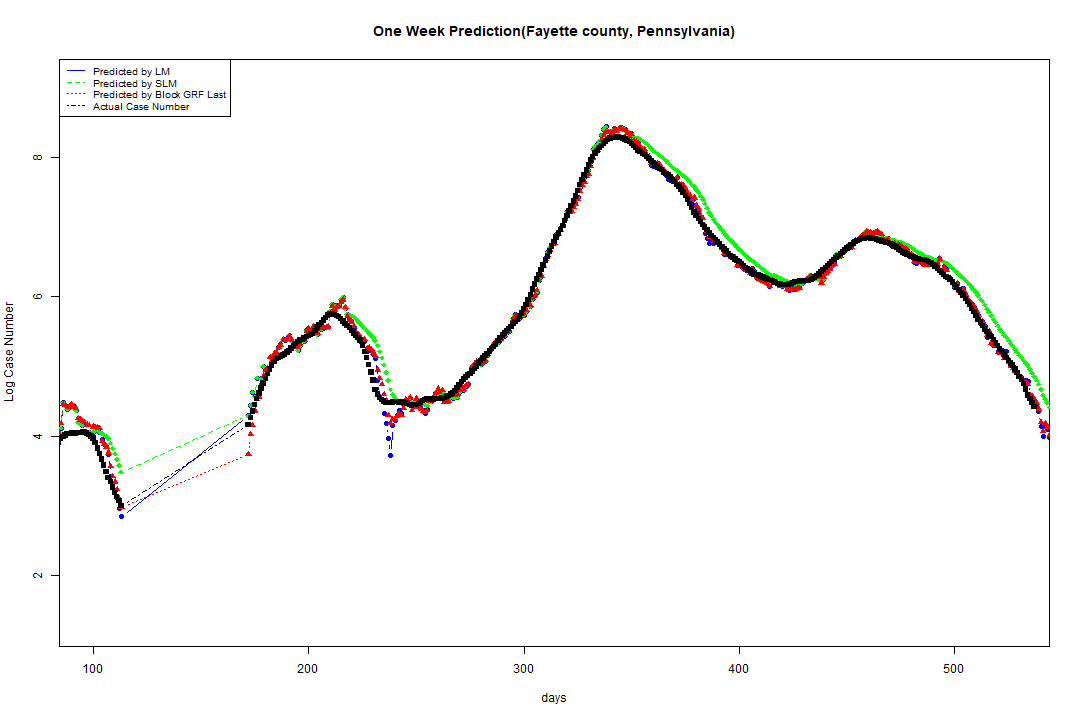 One Week Prediction(Fayette county, Pennsylvania)
Predicted by LM
Predicted by SLM
Predicted by Block GRF Last
Actual Case Number
Log Case Number
8
6
4
2
100 200 300 400 500
days